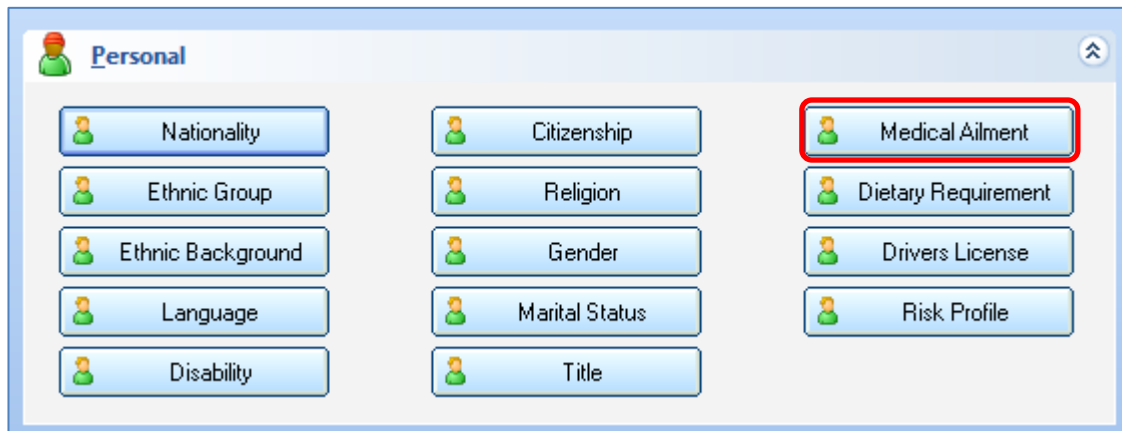 Personal
Nationality
Citizenship
Medical Ailment
Ethnic Group
Religion
Dietary Requirement
Ethnic Background
Gender
Drivers License
Language
Marital Status
Risk Profile
Disability
Title